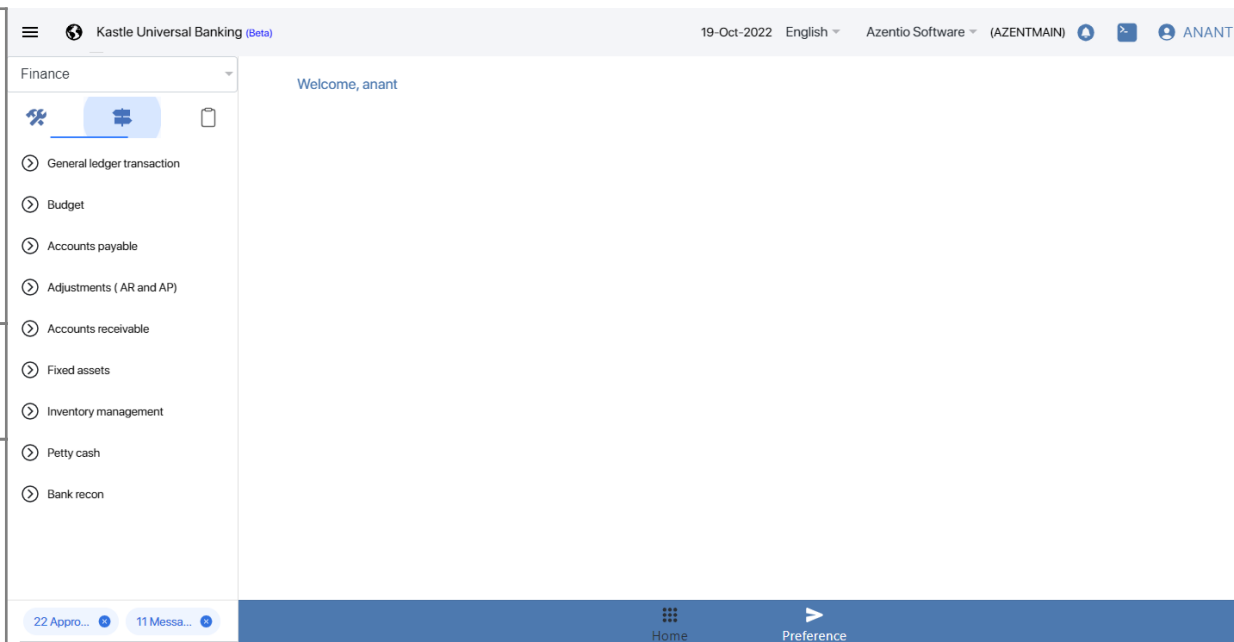 Kastle Universal Banking (Beta)
19-Oct-2022 English Azentio Software (AZENTMAIN) ANANT
Finance
Welcome, anant
General ledger transaction
Budget
Accounts payable
Adjustments ( AR and AP)
Accounts receivable
Fixed assets
Inventory management
Petty cash
Bank recon
22 Appro... 11 Messa...
Home Preference